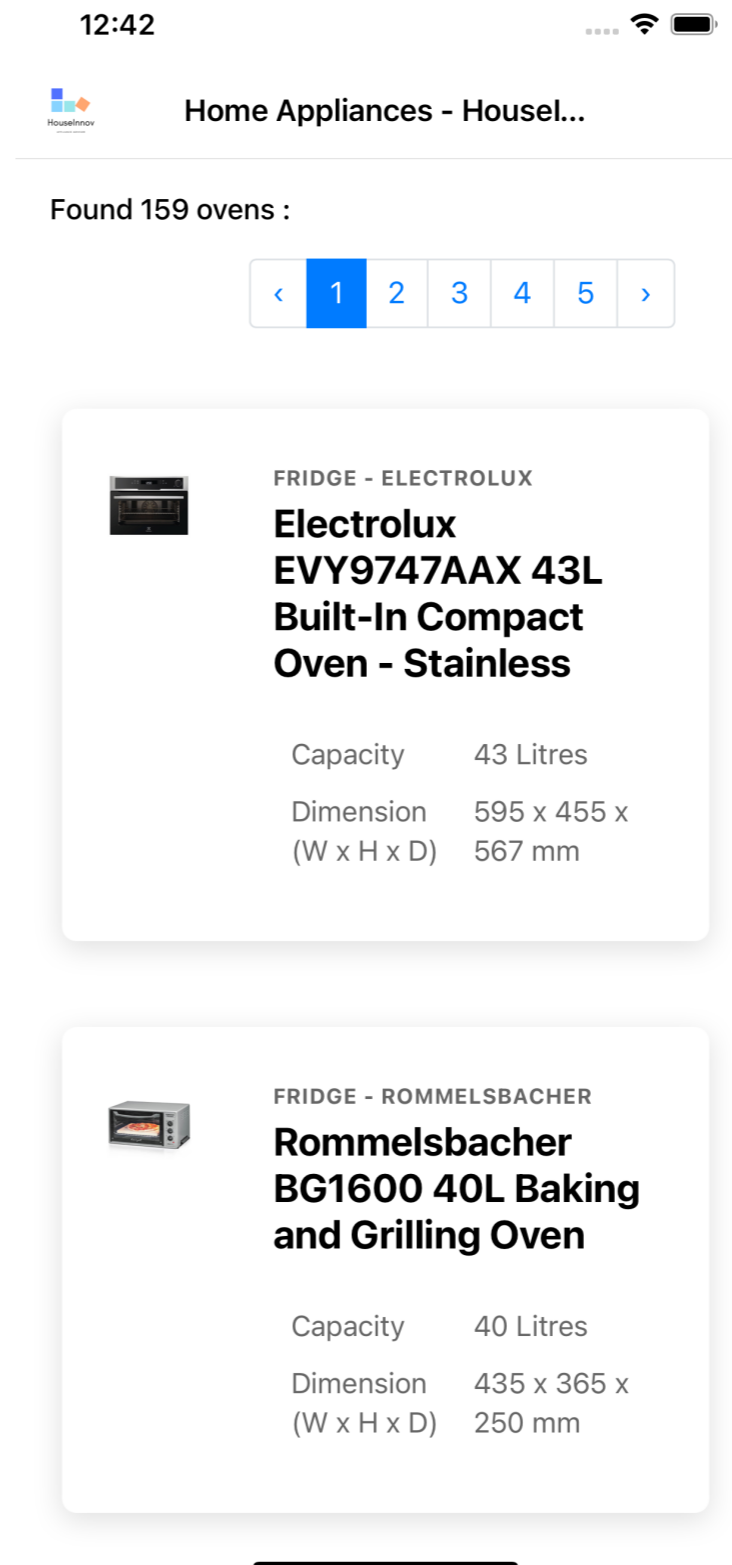 12:42
HouseInnov
Home Appliances - HouseI...
Found 159 ovens :
‹ 1 2 3 4 5 ›
FRIDGE - ELECTROLUX
Electrolux
EVY9747AAX 43L
Built-In Compact
Oven - Stainless
Capacity 43 Litres
Dimension 595 x 455 x
(W x H x D) 567 mm
FRIDGE - ROMMELSBACHER
Rommelsbacher
BG1600 40L Baking
and Grilling Oven
Capacity 40 Litres
Dimension 435 x 365 x
(W x H x D) 250 mm